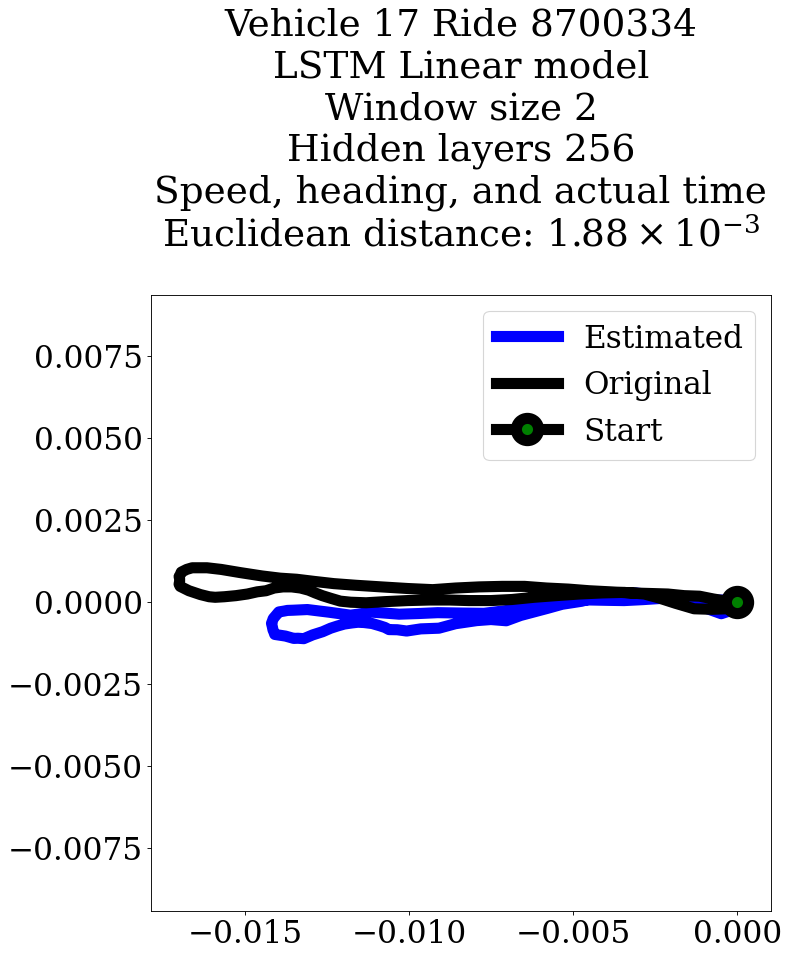 Vehicle 17 Ride 8700334
LSTM Linear model
Window size 2
Hidden layers 256
Speed, heading, and actual time
Euclidean distance: 1.88 × 10⁻³
Estimated
Original
Start
0.0075
0.0050
0.0025
0.0000
−0.0025
−0.0050
−0.0075
−0.015 −0.010 −0.005 0.000